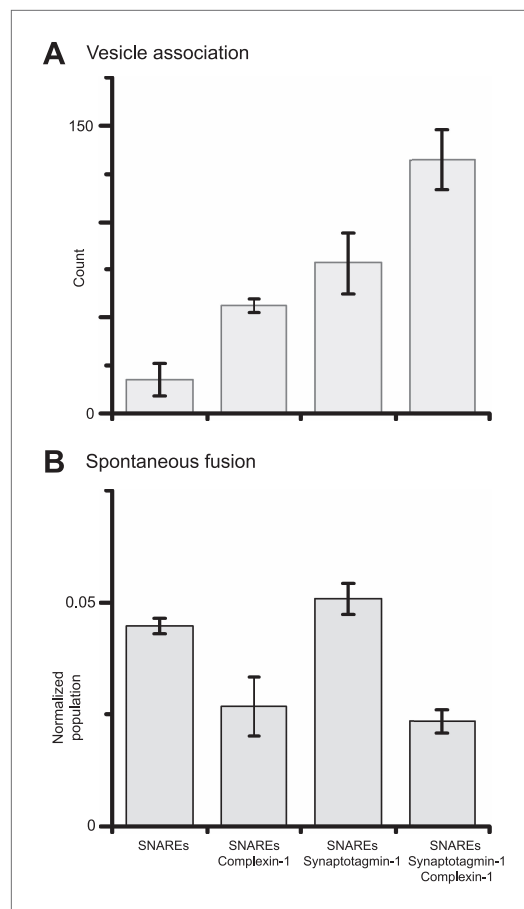 A Vesicle association
150
Count
0
B Spontaneous fusion
0.05
Normalized
population
0
SNAREs
SNAREs
Complexin-1
SNAREs
Synaptotagmin-1
SNAREs
Synaptotagmin-1
Complexin-1